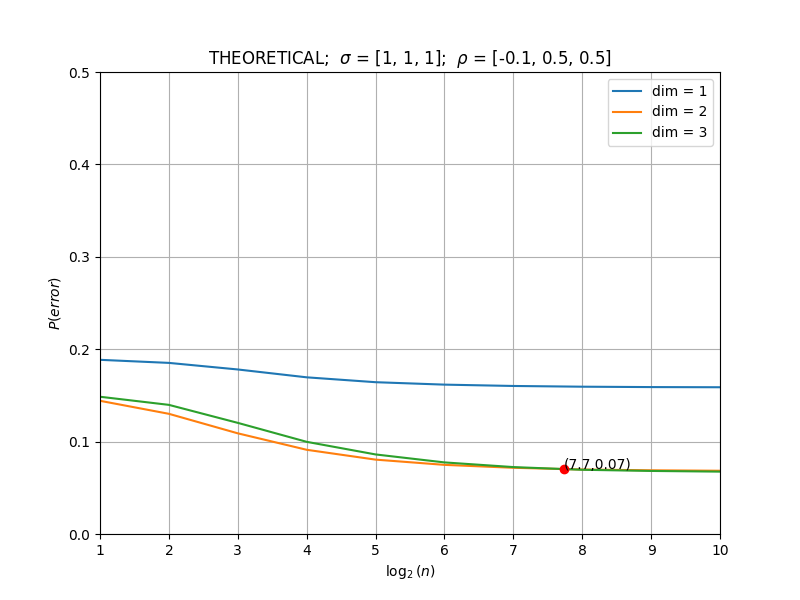 THEORETICAL;  σ = [1, 1, 1];  ρ = [-0.1, 0.5, 0.5]
dim = 1
dim = 2
dim = 3
0.5
0.4
0.3
0.2
0.1
0.0
P(error)
(7.7,0.07)
1 2 3 4 5 6 7 8 9 10
log₂(n)